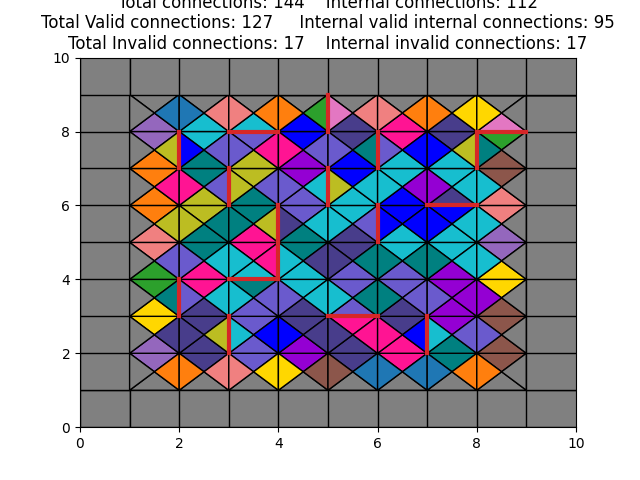 Total connections: 144    Internal connections: 112
Total Valid connections: 127    Internal valid internal connections: 95
Total Invalid connections: 17    Internal invalid connections: 17
10
8
6
4
2
0
0 2 4 6 8 10